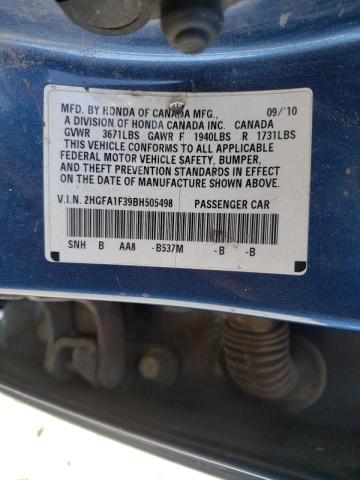 MFD. BY HONDA OF CANADA MFG., 09/'10
A DIVISION OF HONDA CANADA INC. CANADA
GVWR 3671LBS GAWR F 1940LBS R 1731LBS
THIS VEHICLE CONFORMS TO ALL APPLICABLE
FEDERAL MOTOR VEHICLE SAFETY, BUMPER,
AND THEFT PREVENTION STANDARDS IN EFFECT
ON THE DATE OF MANUFACTURE SHOWN ABOVE.
V.I.N. 2HGFA1F39BH505498 PASSENGER CAR
SNH B AA8 -B537M -B -B